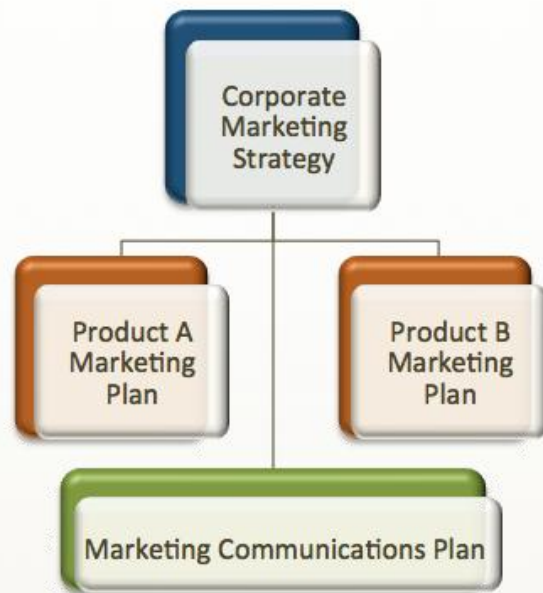 Corporate
Marketing
Strategy
Product A
Marketing
Plan
Product B
Marketing
Plan
Marketing Communications Plan